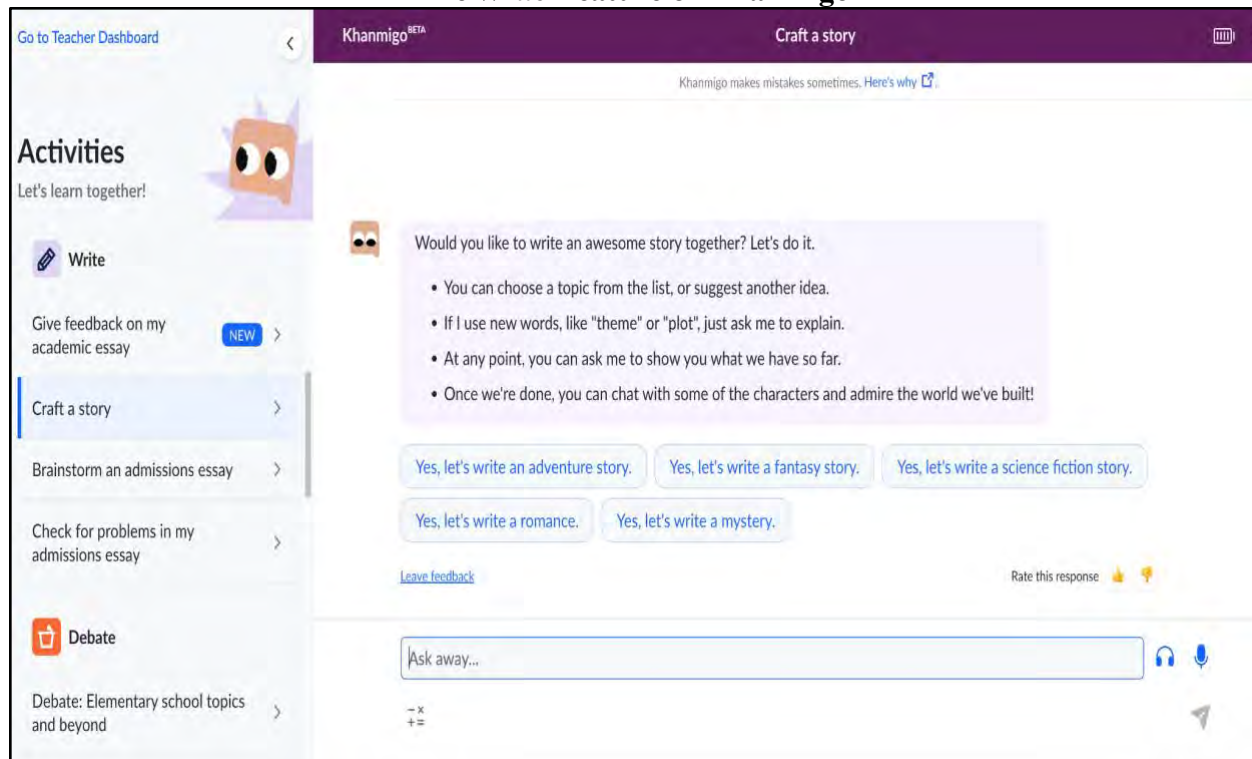 Go to Teacher Dashboard
Activities
Let's learn together!
Write
Give feedback on my
academic essay
NEW
Craft a story
Brainstorm an admissions essay
Check for problems in my
admissions essay
Debate
Debate: Elementary school topics
and beyond
Khanmigo BETA
Craft a story
Khanmigo makes mistakes sometimes. Here's why
Would you like to write an awesome story together? Let's do it.
• You can choose a topic from the list, or suggest another idea.
• If I use new words, like "theme" or "plot", just ask me to explain.
• At any point, you can ask me to show you what we have so far.
• Once we're done, you can chat with some of the characters and admire the world we've built!
Yes, let's write an adventure story.
Yes, let's write a fantasy story.
Yes, let's write a science fiction story.
Yes, let's write a romance.
Yes, let's write a mystery.
Leave feedback
Rate this response
Ask away...